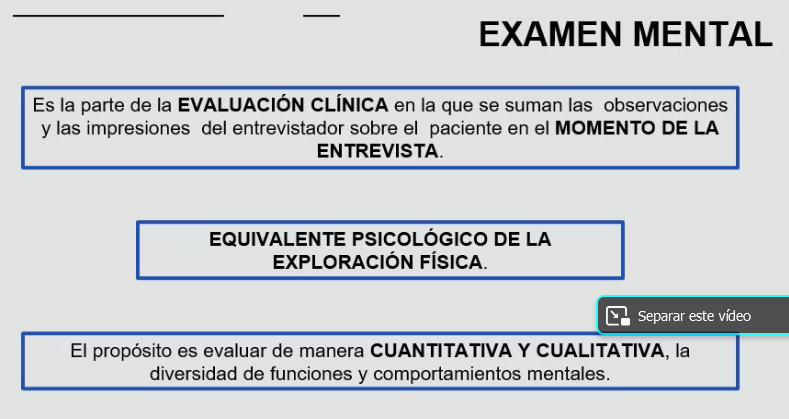 EXAMEN MENTAL
Es la parte de la EVALUACIÓN CLÍNICA en la que se suman las observaciones
y las impresiones del entrevistador sobre el paciente en el MOMENTO DE LA
ENTREVISTA.
EQUIVALENTE PSICOLÓGICO DE LA
EXPLORACIÓN FÍSICA.
Separar este vídeo
El propósito es evaluar de manera CUANTITATIVA Y CUALITATIVA, la
diversidad de funciones y comportamientos mentales.